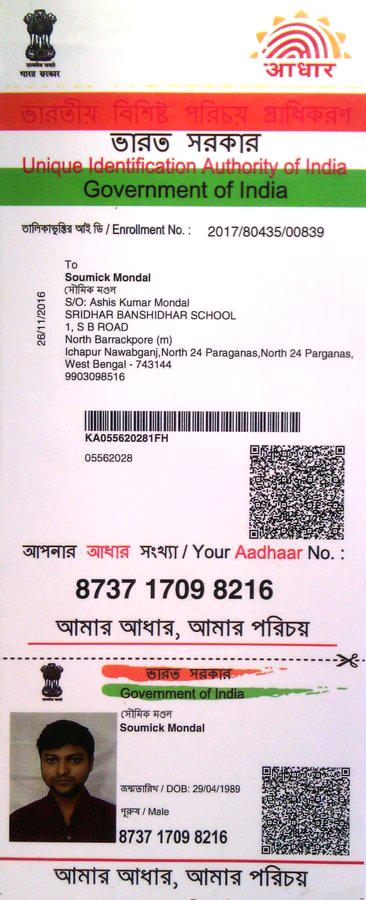 भारत सरकार
आधार
ভারতীয় বিশিষ্ট পরিচয় প্রাধিকরণ
ভারত সরকার
Unique Identification Authority of India
Government of India
তালিকাভুক্তির আই ডি / Enrollment No. : 2017/80435/00839
26/11/2016
To
Soumick Mondal
সৌমিক মণ্ডল
S/O: Ashis Kumar Mondal
SRIDHAR BANSHIDHAR SCHOOL
1, S B ROAD
North Barrackpore (m)
Ichapur Nawabganj,North 24 Paraganas,North 24 Parganas,
West Bengal - 743144
9903098516
KA055620281FH
05562028
আপনার আধার সংখ্যা / Your Aadhaar No. :
8737 1709 8216
আমার আধার, আমার পরিচয়
ভারত সরকার
Government of India
সৌমিক মণ্ডল
Soumick Mondal
জন্মতারিখ / DOB: 29/04/1989
পুরুষ / Male
8737 1709 8216
আমার আধার, আমার পরিচয়